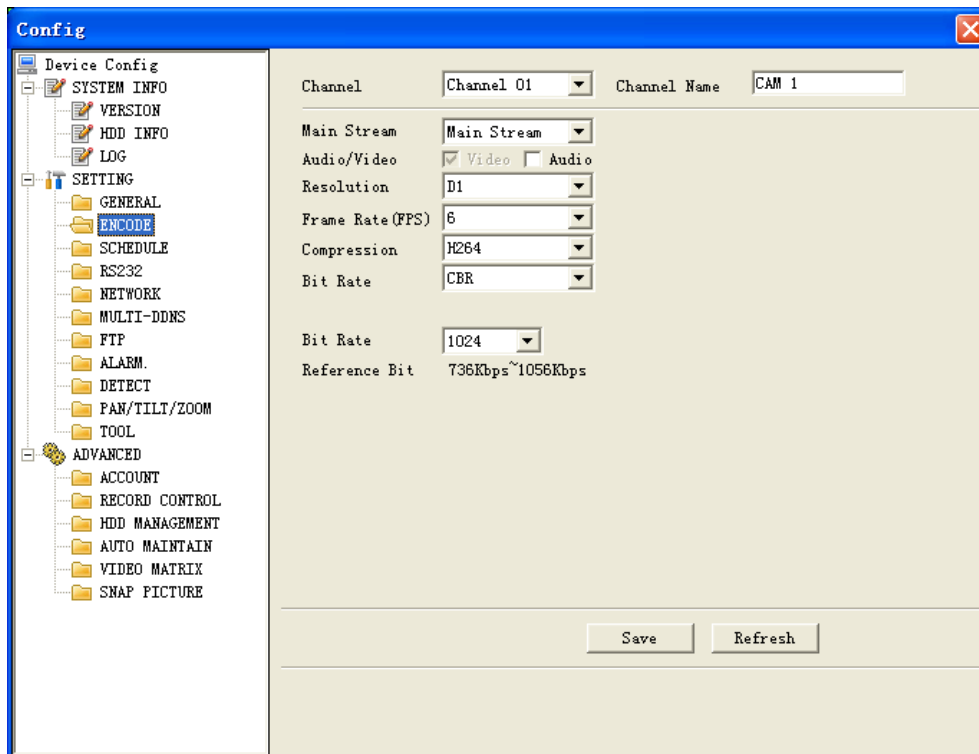 Config
Device Config
SYSTEM INFO
VERSION
HDD INFO
LOG
SETTING
GENERAL
ENCODE
SCHEDULE
RS232
NETWORK
MULTI-DDNS
FTP
ALARM.
DETECT
PAN/TILT/ZOOM
TOOL
ADVANCED
ACCOUNT
RECORD CONTROL
HDD MANAGEMENT
AUTO MAINTAIN
VIDEO MATRIX
SNAP PICTURE
Channel Channel 01 Channel Name CAM 1
Main Stream Main Stream
Audio/Video Video Audio
Resolution D1
Frame Rate(FPS) 6
Compression H264
Bit Rate CBR
Bit Rate 1024
Reference Bit 736Kbps~1056Kbps
Save Refresh